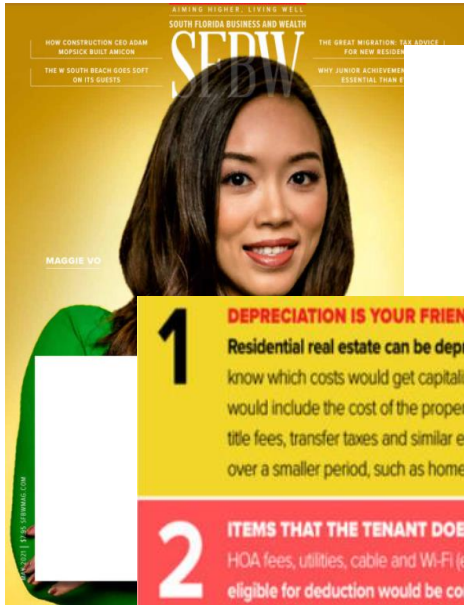 AIMING HIGHER, LIVING WELL
SOUTH FLORIDA BUSINESS AND WEALTH
SFBW
HOW CONSTRUCTION CEO ADAM
MOPSICK BUILT AMICON
THE W SOUTH BEACH GOES SOFT
ON ITS GUESTS
THE GREAT MIGRATION: TAX ADVICE
FOR NEW RESIDEN
WHY JUNIOR ACHIEVEMEN
ESSENTIAL THAN E
MAGGIE VO
1
DEPRECIATION IS YOUR FRIEN
Residential real estate can be depr
know which costs would get capitali
would include the cost of the proper
title fees, transfer taxes and similar e
over a smaller period, such as home
2
ITEMS THAT THE TENANT DOE
HOA fees, utilities, cable and Wi-Fi (e
eligible for deduction would be co
2021 | $7.95 SFBWMAG.COM